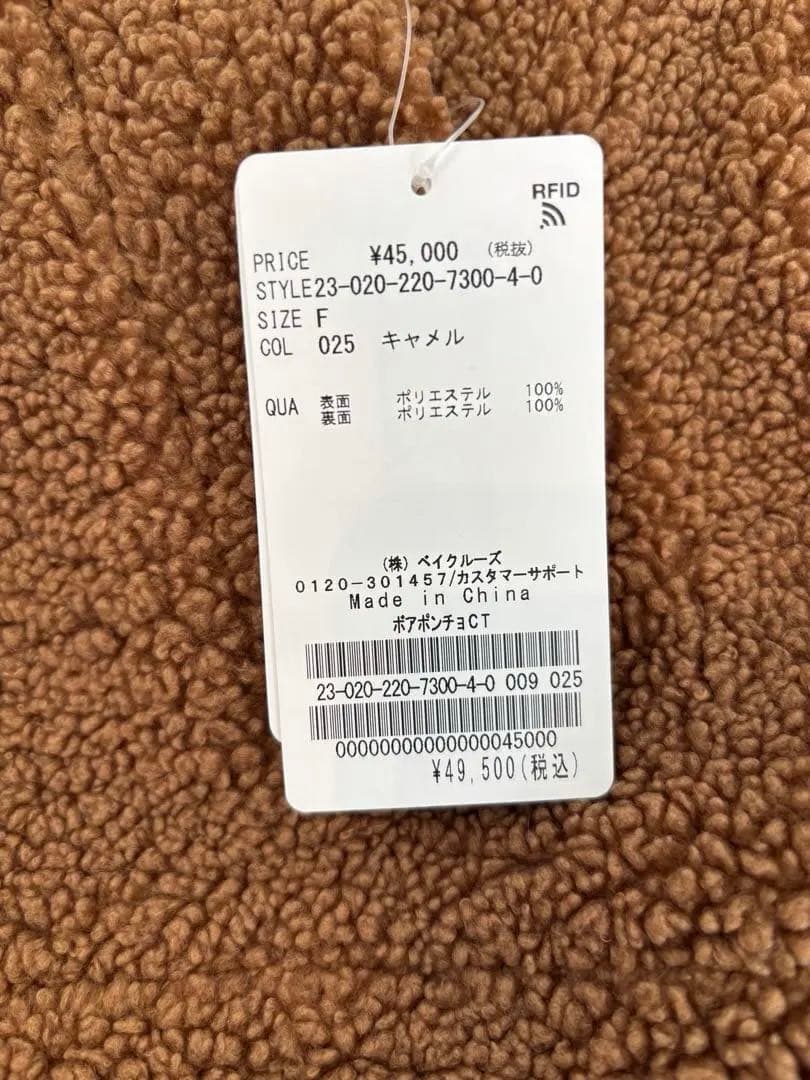 RFID
PRICE ¥45,000 (税抜)
STYLE23-020-220-7300-4-0
SIZE F
COL 025 キャメル
QUA 表面 ポリエステル 100%
裏面 ポリエステル 100%
(株) ベイクルーズ
0120-301457/カスタマーサポート
Made in China
ボアポンチョCT
23-020-220-7300-4-0 009 025
00000000000000045000
¥49,500(税込)